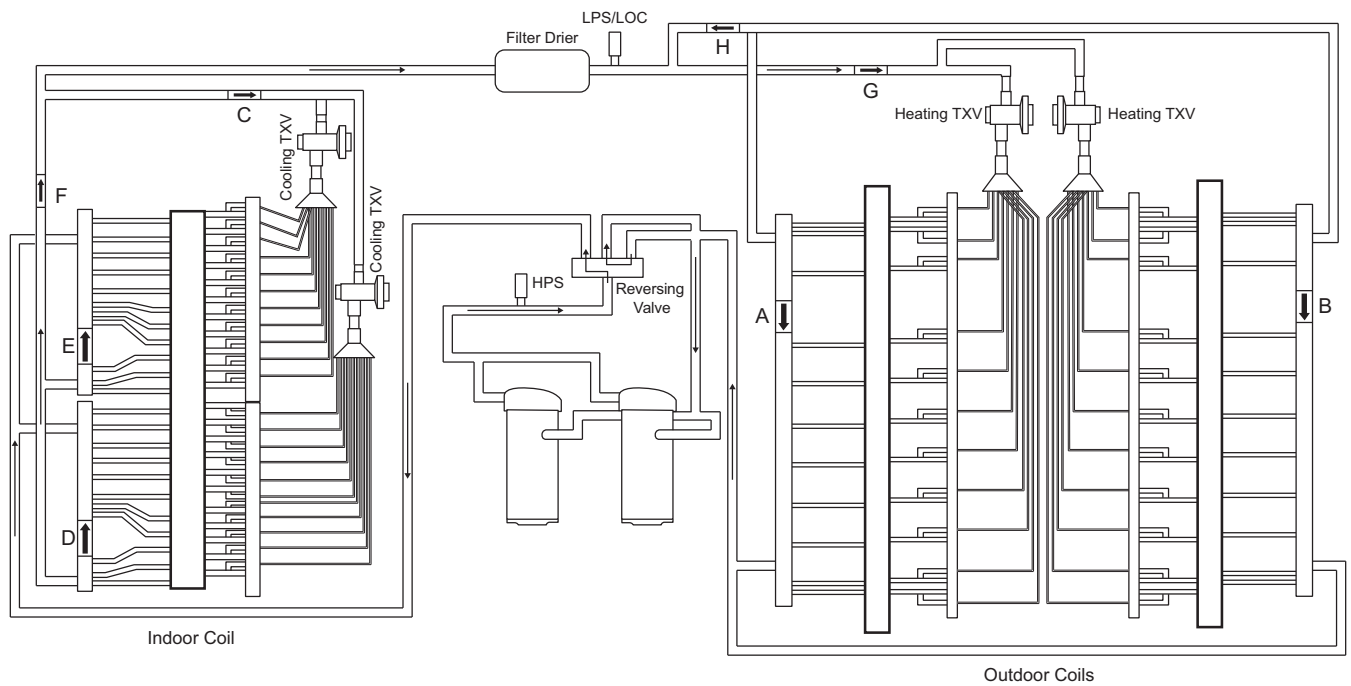 LPS/LOC
Filter Drier
H
C
G
Cooling TXV
Heating TXV
Heating TXV
F
Cooling TXV
HPS
Reversing
Valve
A
B
E
D
Indoor Coil
Outdoor Coils